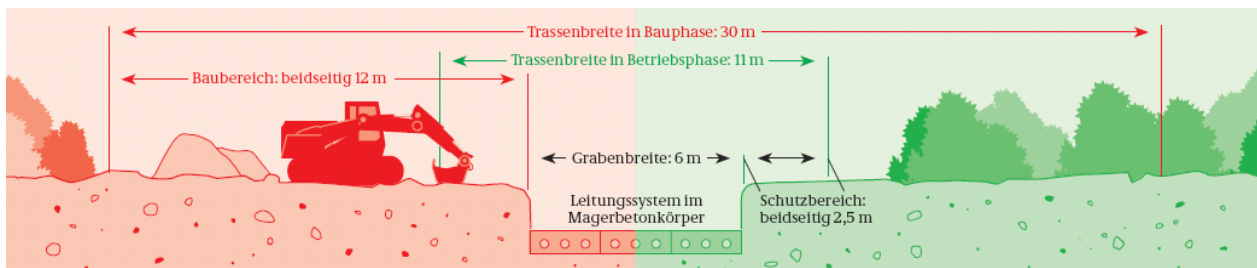 Trassenbreite in Bauphase: 30 m
Trassenbreite in Betriebsphase: 11 m
Baubereich: beidseitig 12 m
Grabenbreite: 6 m
Leitungssystem im
Magerbetonkörper
Schutzbereich:
beidseitig 2,5 m